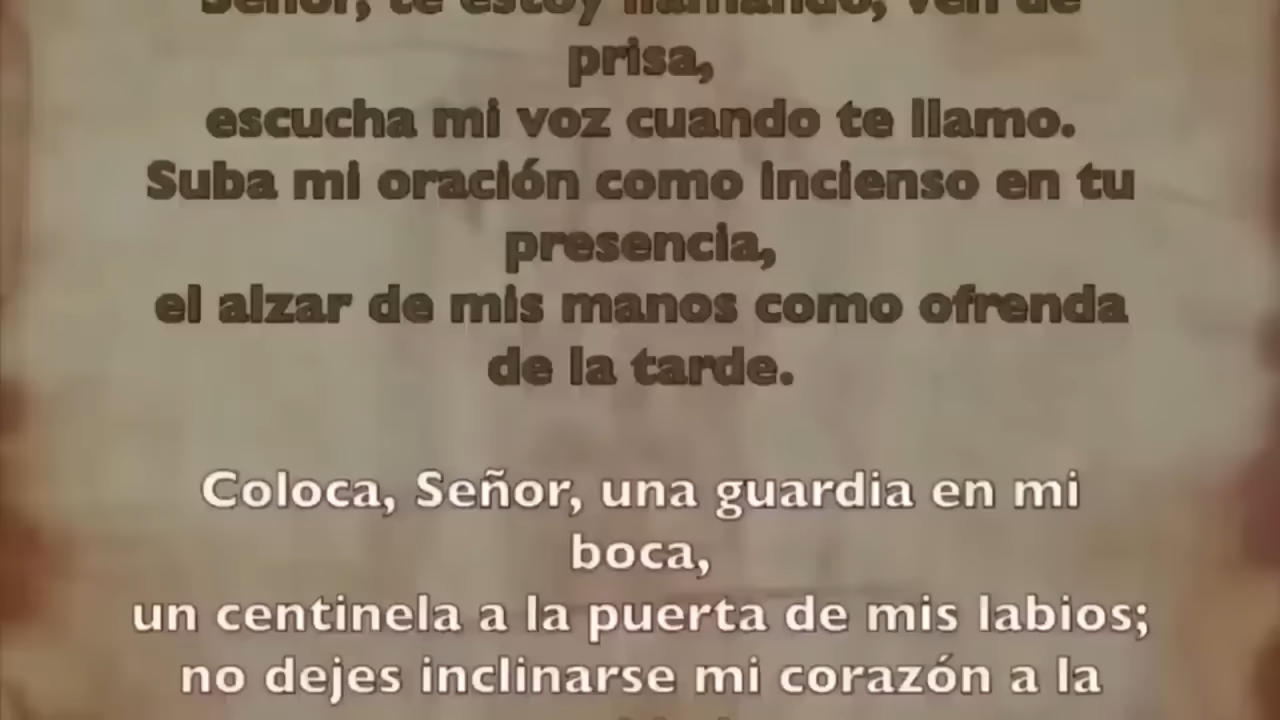 Señor, te estoy llamando, ven de
prisa,
escucha mi voz cuando te llamo.
Suba mi oración como incienso en tu
presencia,
el alzar de mis manos como ofrenda
de la tarde.
Coloca, Señor, una guardia en mi
boca,
un centinela a la puerta de mis labios;
no dejes inclinarse mi corazón a la